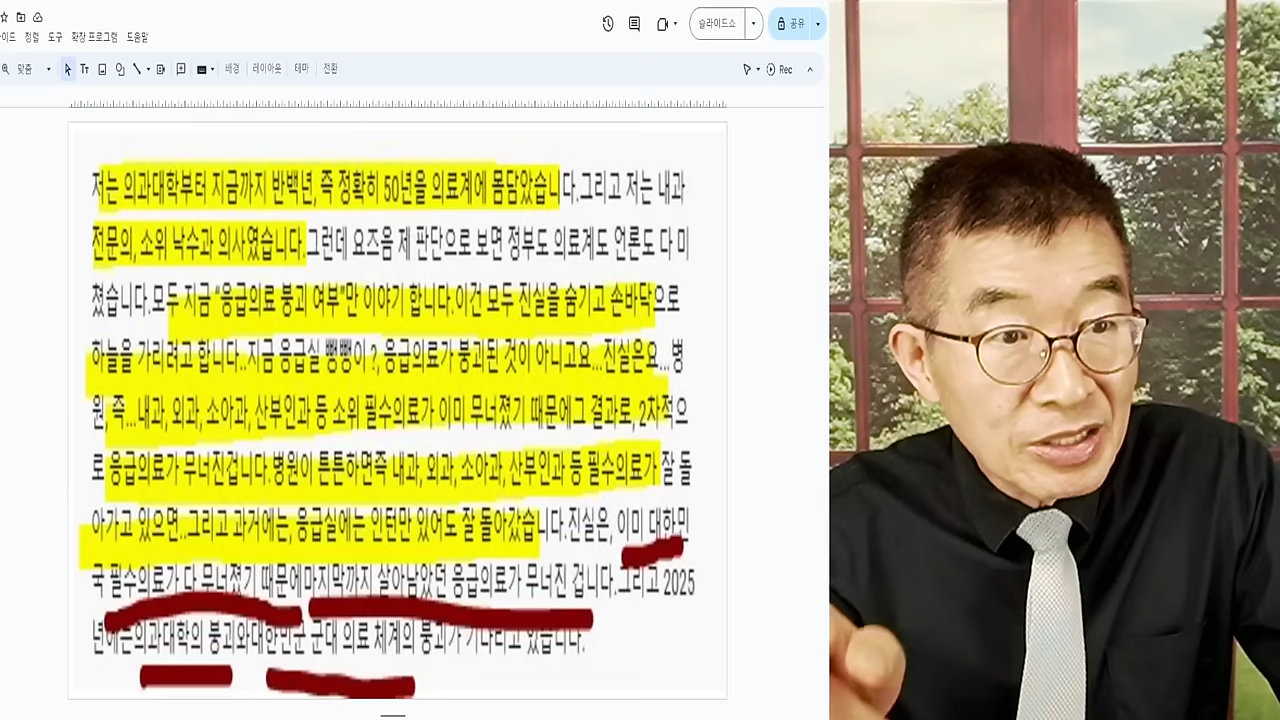 이드 정렬 도구 확장 프로그램 도움말
슬라이드쇼
공유
맞춤
배경 레이아웃 테마 전환
Rec
저는 의과대학부터 지금까지 반백년, 즉 정확히 50년을 의료계에 몸담았습니다.그리고 저는 내과
전문의, 소위 낙수과 의사였습니다.그런데 요즈음 제 판단으로 보면 정부도 의료계도 언론도 다 미
쳤습니다.모두 지금 “응급의료 붕괴 여부”만 이야기 합니다.이건 모두 진실을 숨기고 손바닥으로
하늘을 가리려고 합니다..지금 응급실 뺑뺑이 ?, 응급의료가 붕괴된 것이 아니고요...진실은요... 병
원, 즉... 내과, 외과, 소아과, 산부인과 등 소위 필수의료가 이미 무너졌기 때문에그 결과로, 2차적으
로 응급의료가 무너진겁니다.병원이 튼튼하면즉 내과, 외과, 소아과, 산부인과 등 필수의료가 잘 돌
아가고 있으면..그리고 과거에는, 응급실에는 인턴만 있어도 잘 돌아갔습니다.진실은, 이미 대한민
국 필수의료가 다 무너졌기 때문에마지막까지 살아남았던 응급의료가 무너진 겁니다.그리고 2025
년에는의과대학의 붕괴와대한민군 군대 의료 체계의 붕괴가 기다리고 있습니다.